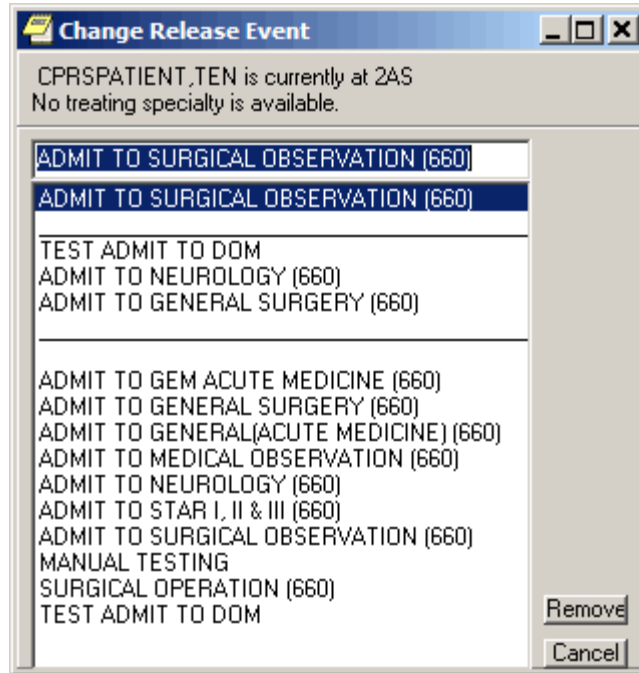 Change Release Event
CPRSPATIENT,TEN is currently at 2AS
No treating specialty is available.
ADMIT TO SURGICAL OBSERVATION (660)
ADMIT TO SURGICAL OBSERVATION (660)
TEST ADMIT TO DOM
ADMIT TO NEUROLOGY (660)
ADMIT TO GENERAL SURGERY (660)
ADMIT TO GEM ACUTE MEDICINE (660)
ADMIT TO GENERAL SURGERY (660)
ADMIT TO GENERAL(ACUTE MEDICINE) (660)
ADMIT TO MEDICAL OBSERVATION (660)
ADMIT TO NEUROLOGY (660)
ADMIT TO STAR I, II & III (660)
ADMIT TO SURGICAL OBSERVATION (660)
MANUAL TESTING
SURGICAL OPERATION (660)
TEST ADMIT TO DOM
Remove
Cancel